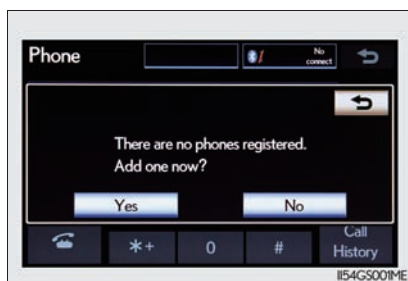 Phone
No
connect
There are no phones registered.
Add one now?
Yes No
*+ 0 #
Call
History
II54GS001ME